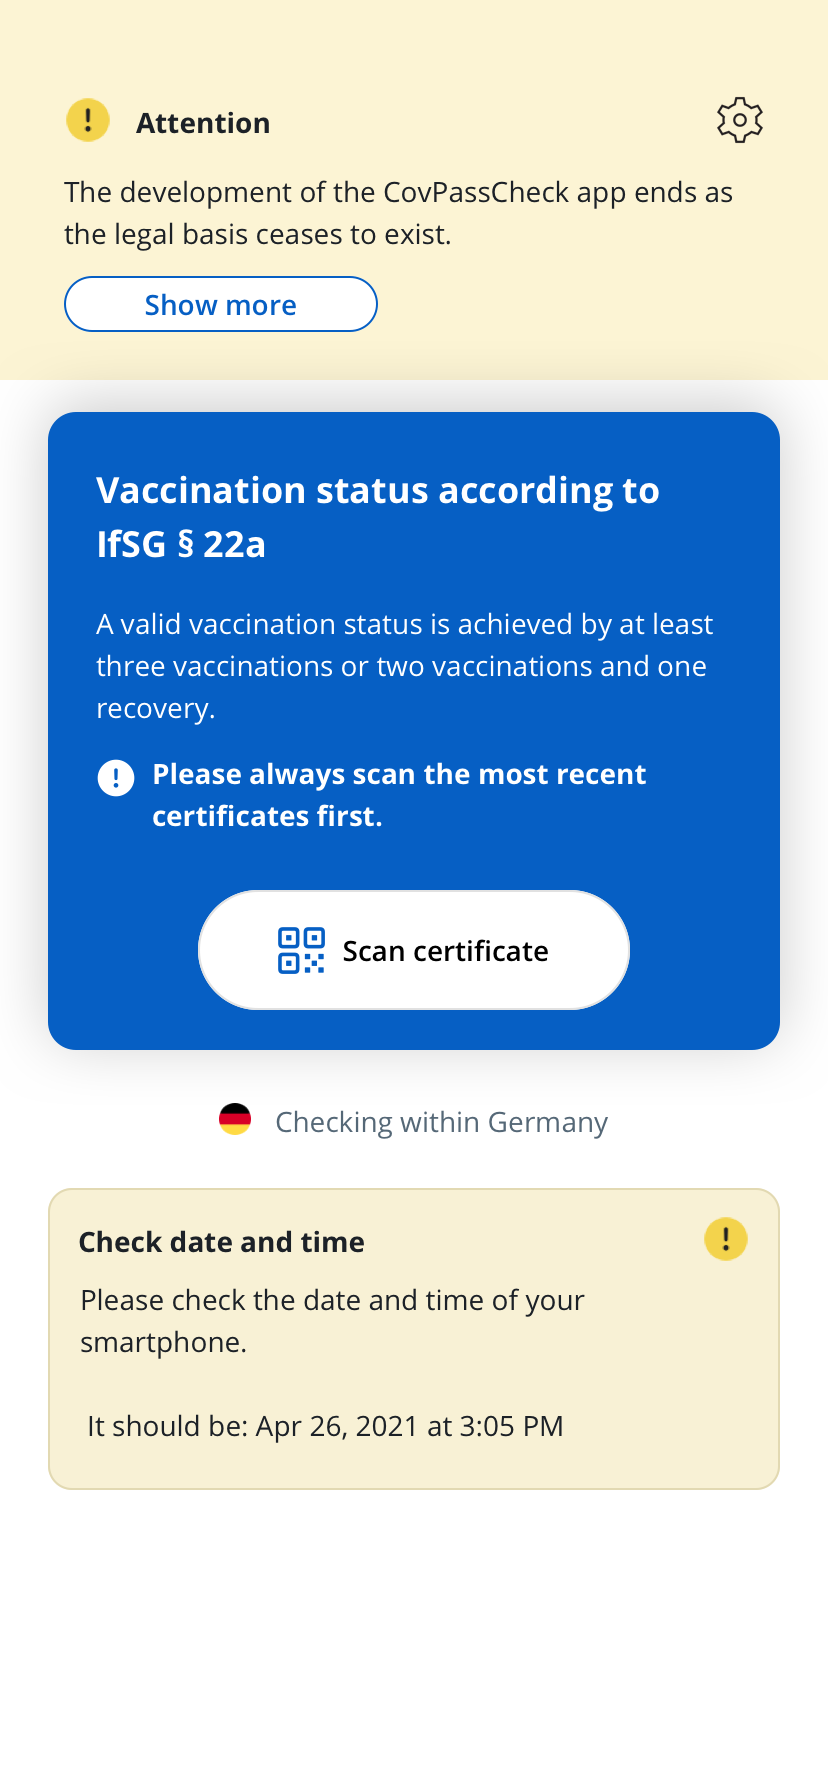 Attention
The development of the CovPassCheck app ends as
the legal basis ceases to exist.
Show more
Vaccination status according to
IfSG § 22a
A valid vaccination status is achieved by at least
three vaccinations or two vaccinations and one
recovery.
Please always scan the most recent
certificates first.
Scan certificate
Checking within Germany
Check date and time
Please check the date and time of your
smartphone.
It should be: Apr 26, 2021 at 3:05 PM